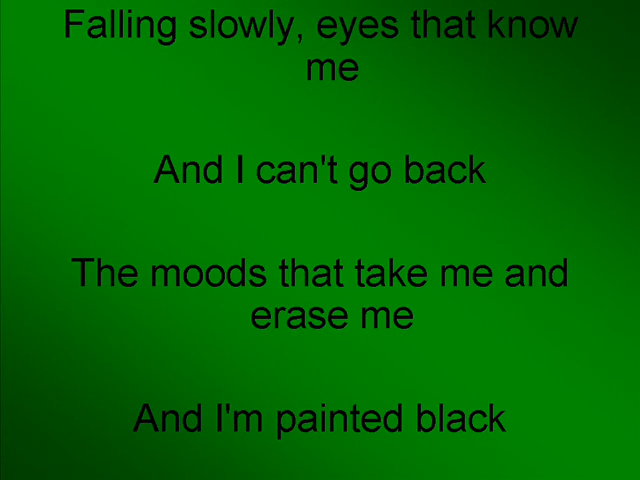 Falling slowly, eyes that know
me
And I can't go back
The moods that take me and
erase me
And I'm painted black